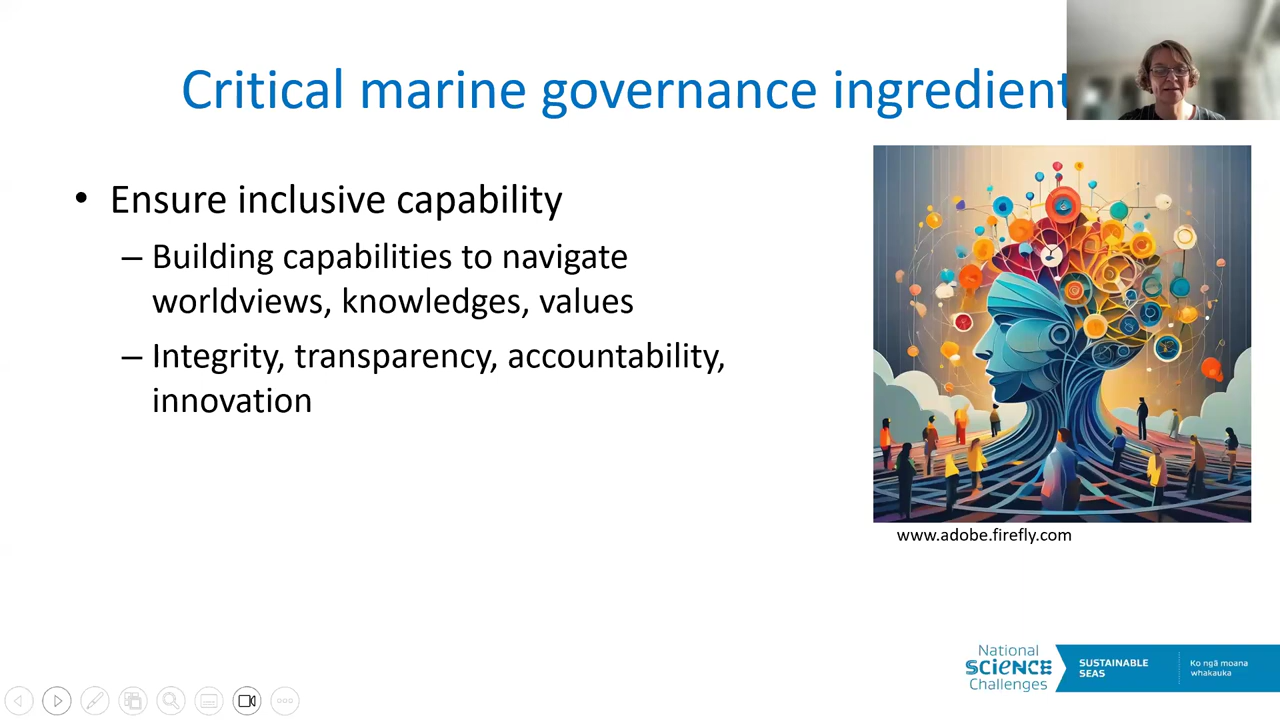 Critical marine governance ingredient
• Ensure inclusive capability
– Building capabilities to navigate
worldviews, knowledges, values
– Integrity, transparency, accountability,
innovation
www.adobe.firefly.com
National
SCIENCE
Challenges
SUSTAINABLE
SEAS
Ko ngā moana
whakauka